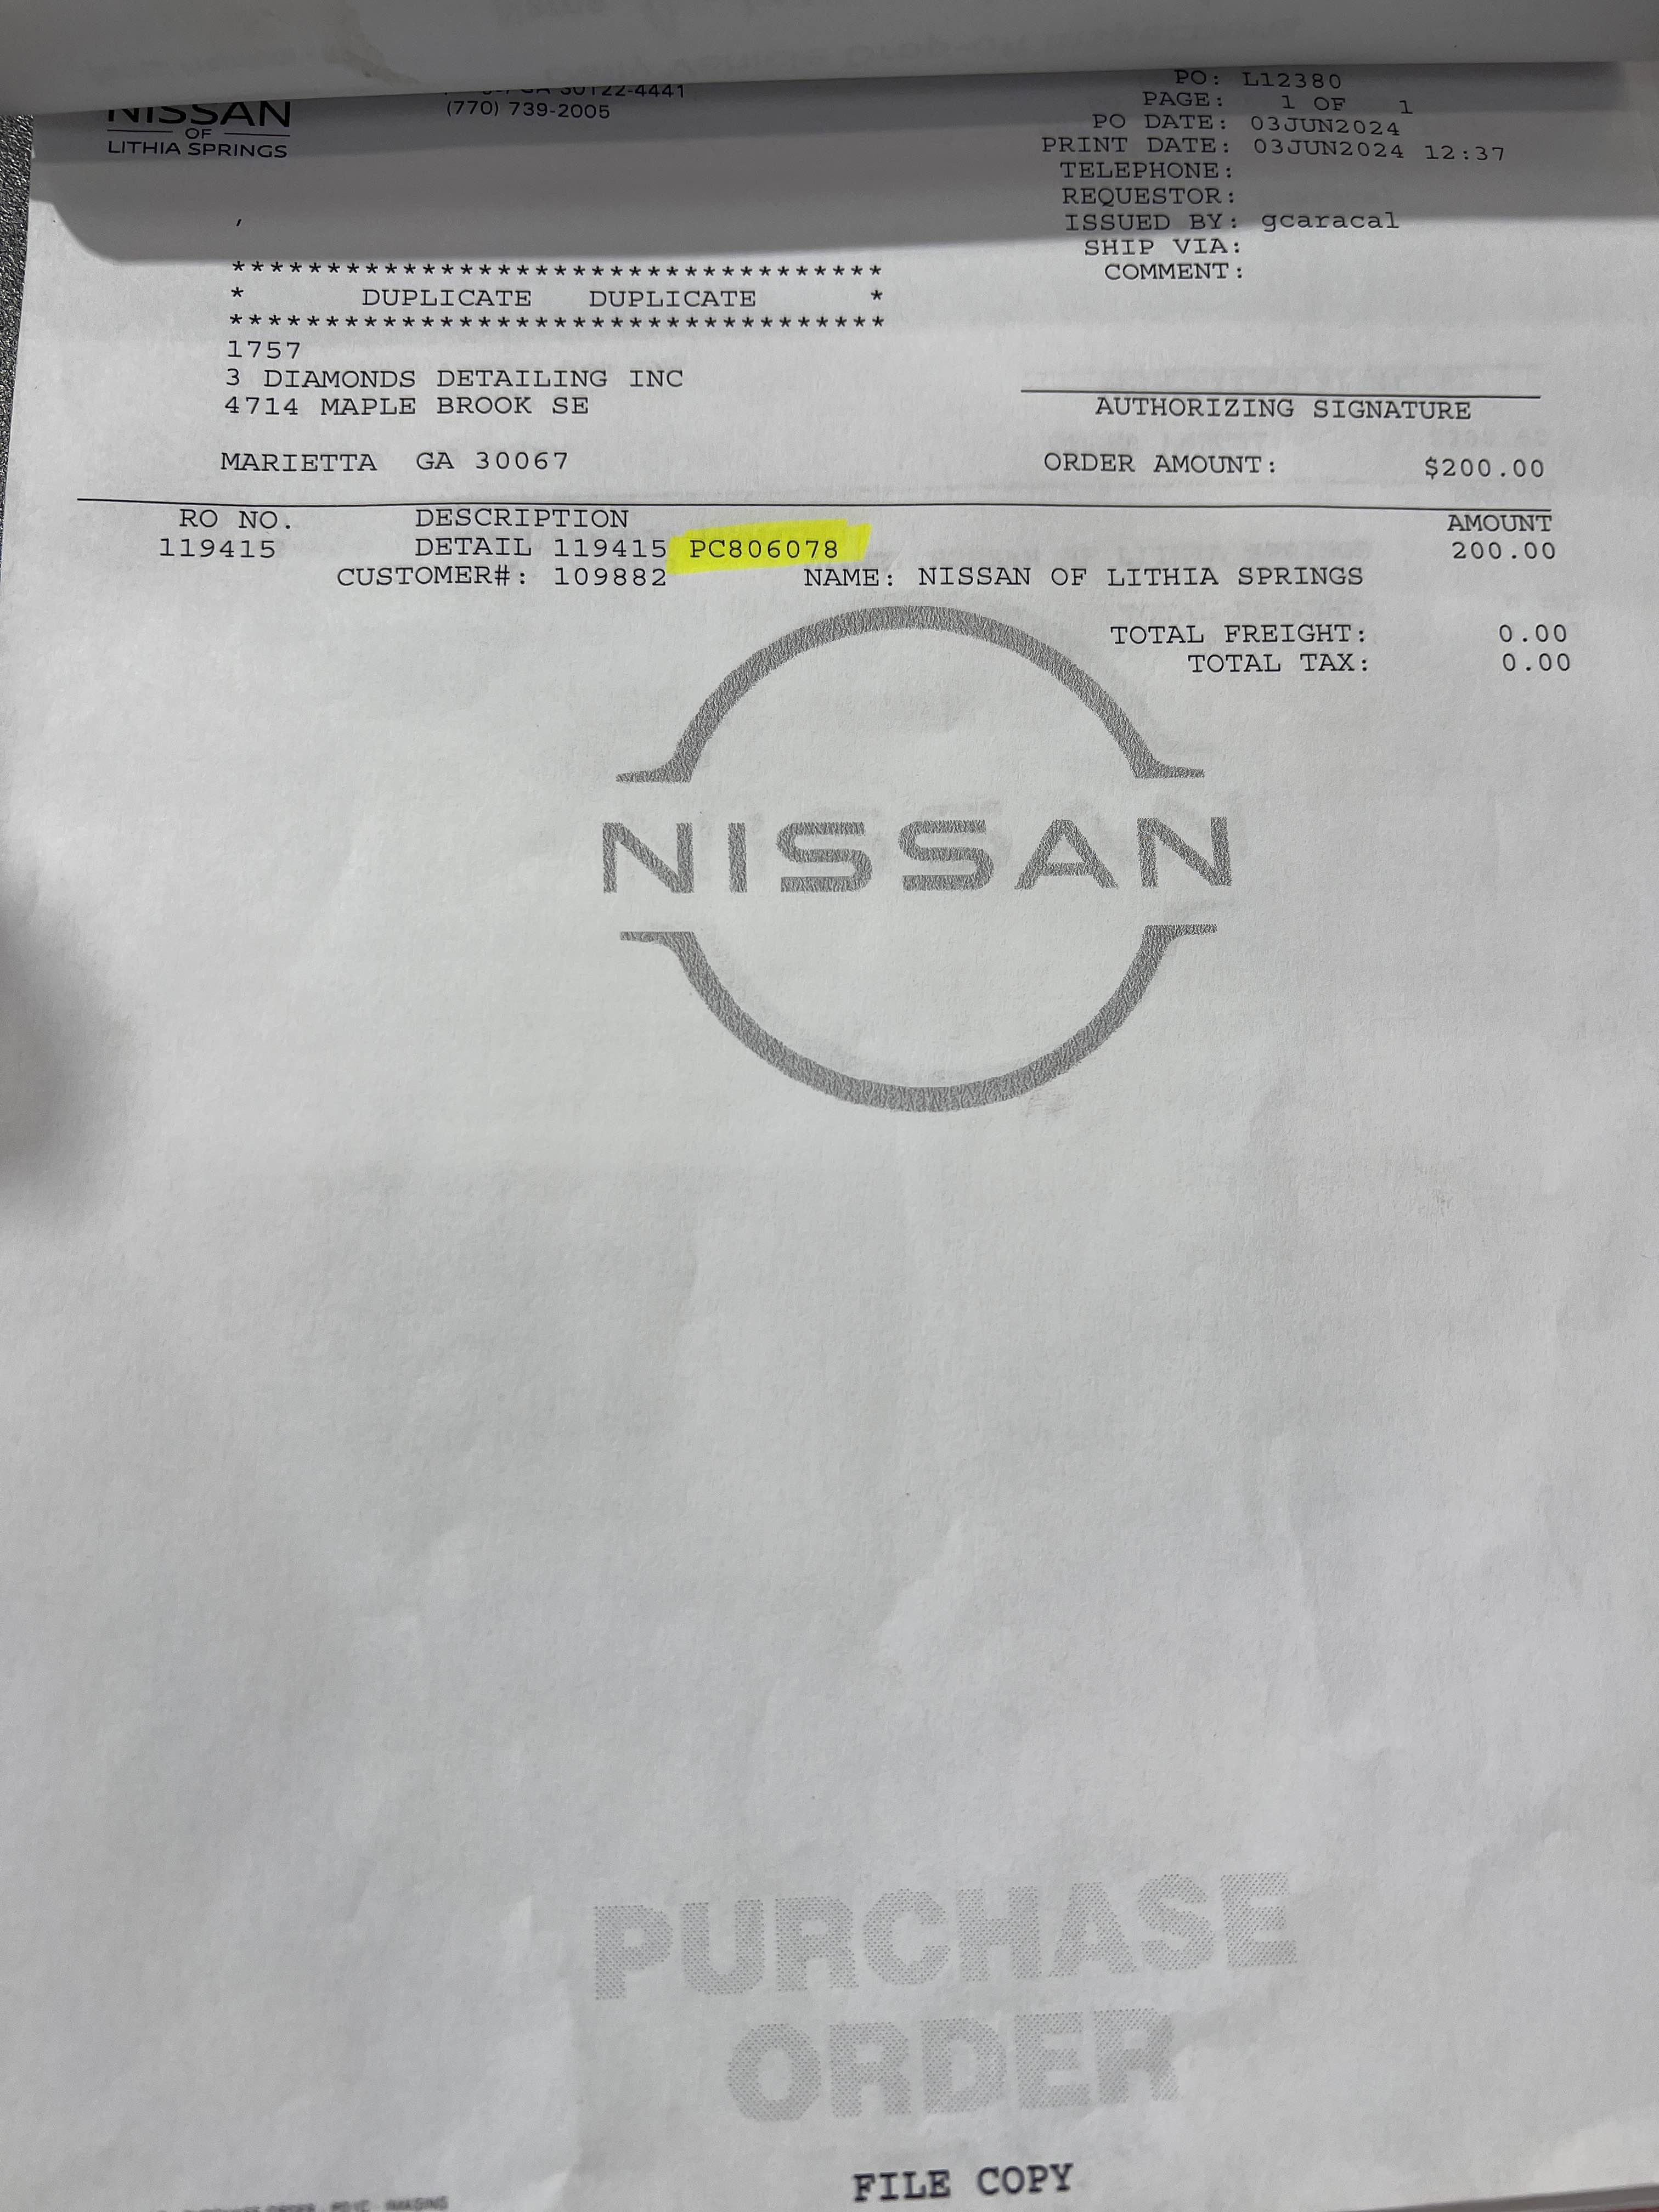 NISSAN
OF
LITHIA SPRINGS
GA 30122-4441
(770) 739-2005
PO: L12380
PAGE: 1 OF 1
PO DATE: 03JUN2024
PRINT DATE: 03JUN2024 12:37
TELEPHONE:
REQUESTOR:
ISSUED BY: gcaracal
SHIP VIA:
COMMENT:
,
***********************************
* DUPLICATE DUPLICATE *
***********************************
1757
3 DIAMONDS DETAILING INC
4714 MAPLE BROOK SE
MARIETTA GA 30067
AUTHORIZING SIGNATURE
ORDER AMOUNT: $200.00
RO NO. DESCRIPTION AMOUNT
119415 DETAIL 119415 PC806078 200.00
CUSTOMER#: 109882 NAME: NISSAN OF LITHIA SPRINGS
TOTAL FREIGHT: 0.00
TOTAL TAX: 0.00
NISSAN
PURCHASE
ORDER
FILE COPY